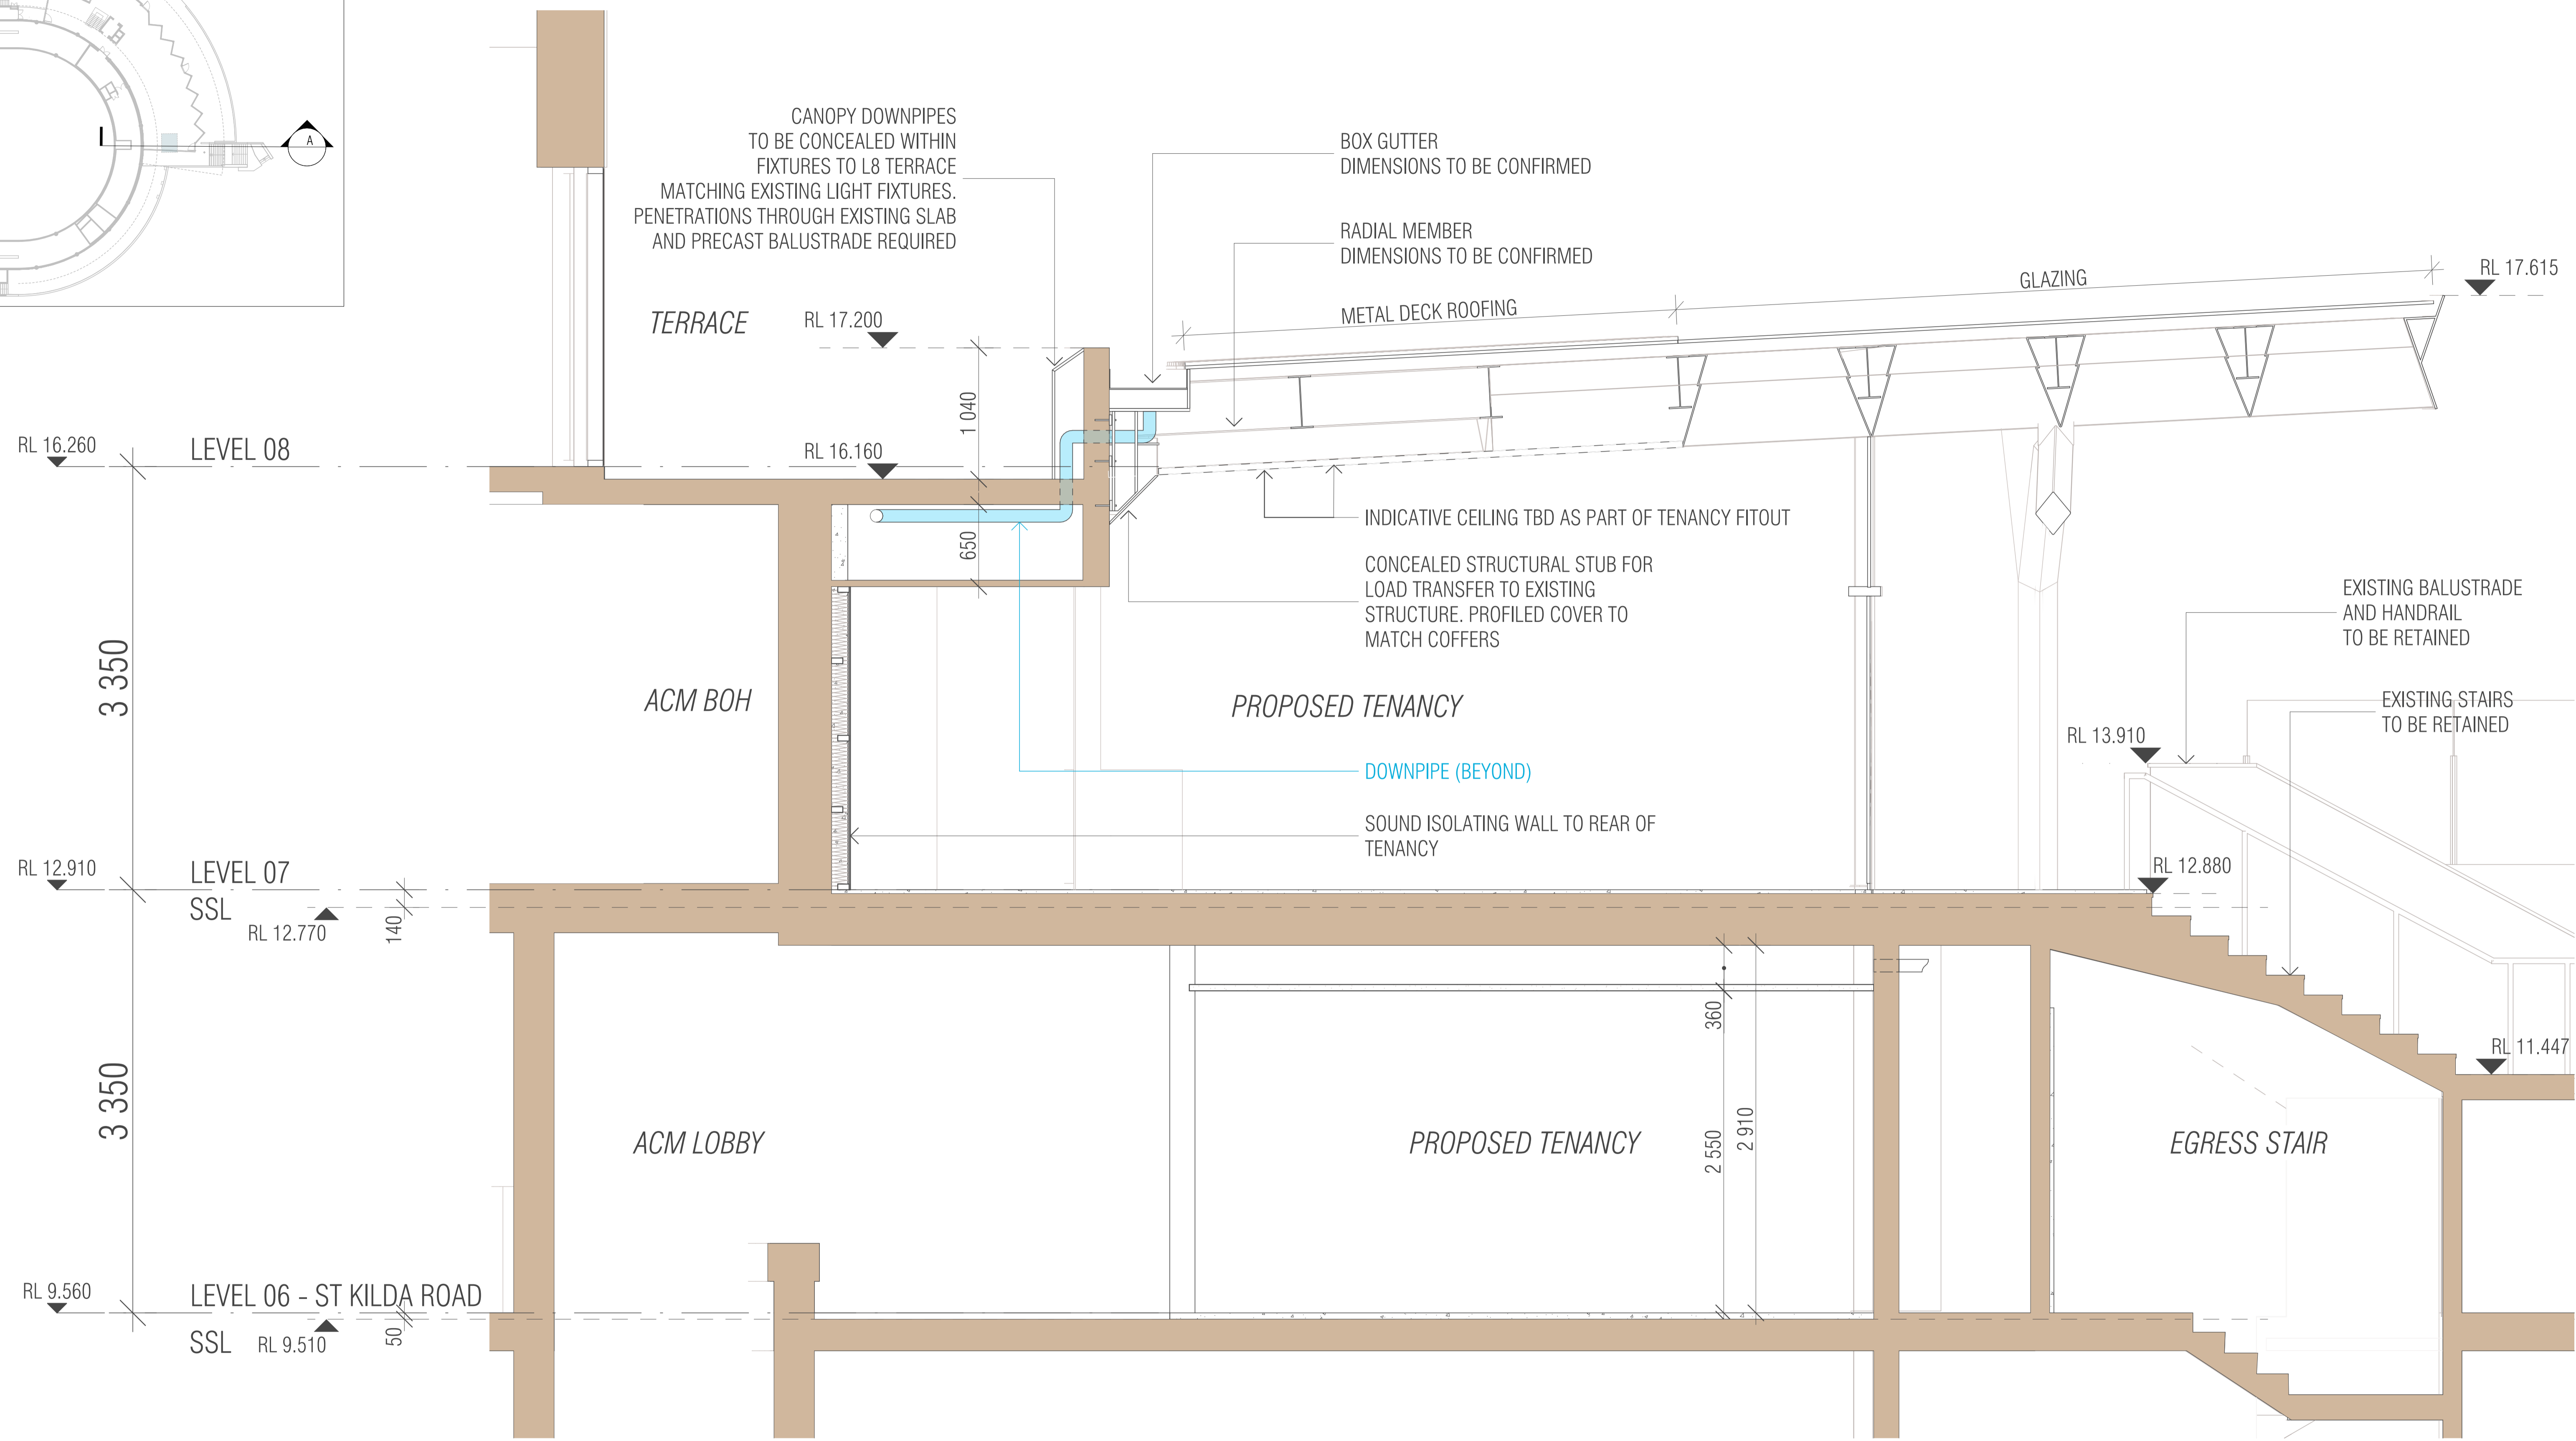 A
CANOPY DOWNPIPES
TO BE CONCEALED WITHIN
FIXTURES TO L8 TERRACE
MATCHING EXISTING LIGHT FIXTURES.
PENETRATIONS THROUGH EXISTING SLAB
AND PRECAST BALUSTRADE REQUIRED
BOX GUTTER
DIMENSIONS TO BE CONFIRMED
RADIAL MEMBER
DIMENSIONS TO BE CONFIRMED
METAL DECK ROOFING
GLAZING
RL 17.615
TERRACE
RL 17.200
1 040
RL 16.260
LEVEL 08
RL 16.160
650
INDICATIVE CEILING TBD AS PART OF TENANCY FITOUT
CONCEALED STRUCTURAL STUB FOR
LOAD TRANSFER TO EXISTING
STRUCTURE. PROFILED COVER TO
MATCH COFFERS
EXISTING BALUSTRADE
AND HANDRAIL
TO BE RETAINED
3 350
ACM BOH
PROPOSED TENANCY
EXISTING STAIRS
TO BE RETAINED
RL 13.910
DOWNPIPE (BEYOND)
SOUND ISOLATING WALL TO REAR OF
TENANCY
RL 12.910
LEVEL 07
SSL
RL 12.770
140
RL 12.880
360
RL 11.447
3 350
ACM LOBBY
PROPOSED TENANCY
2 550
2 910
EGRESS STAIR
RL 9.560
LEVEL 06 - ST KILDA ROAD
SSL
RL 9.510
50